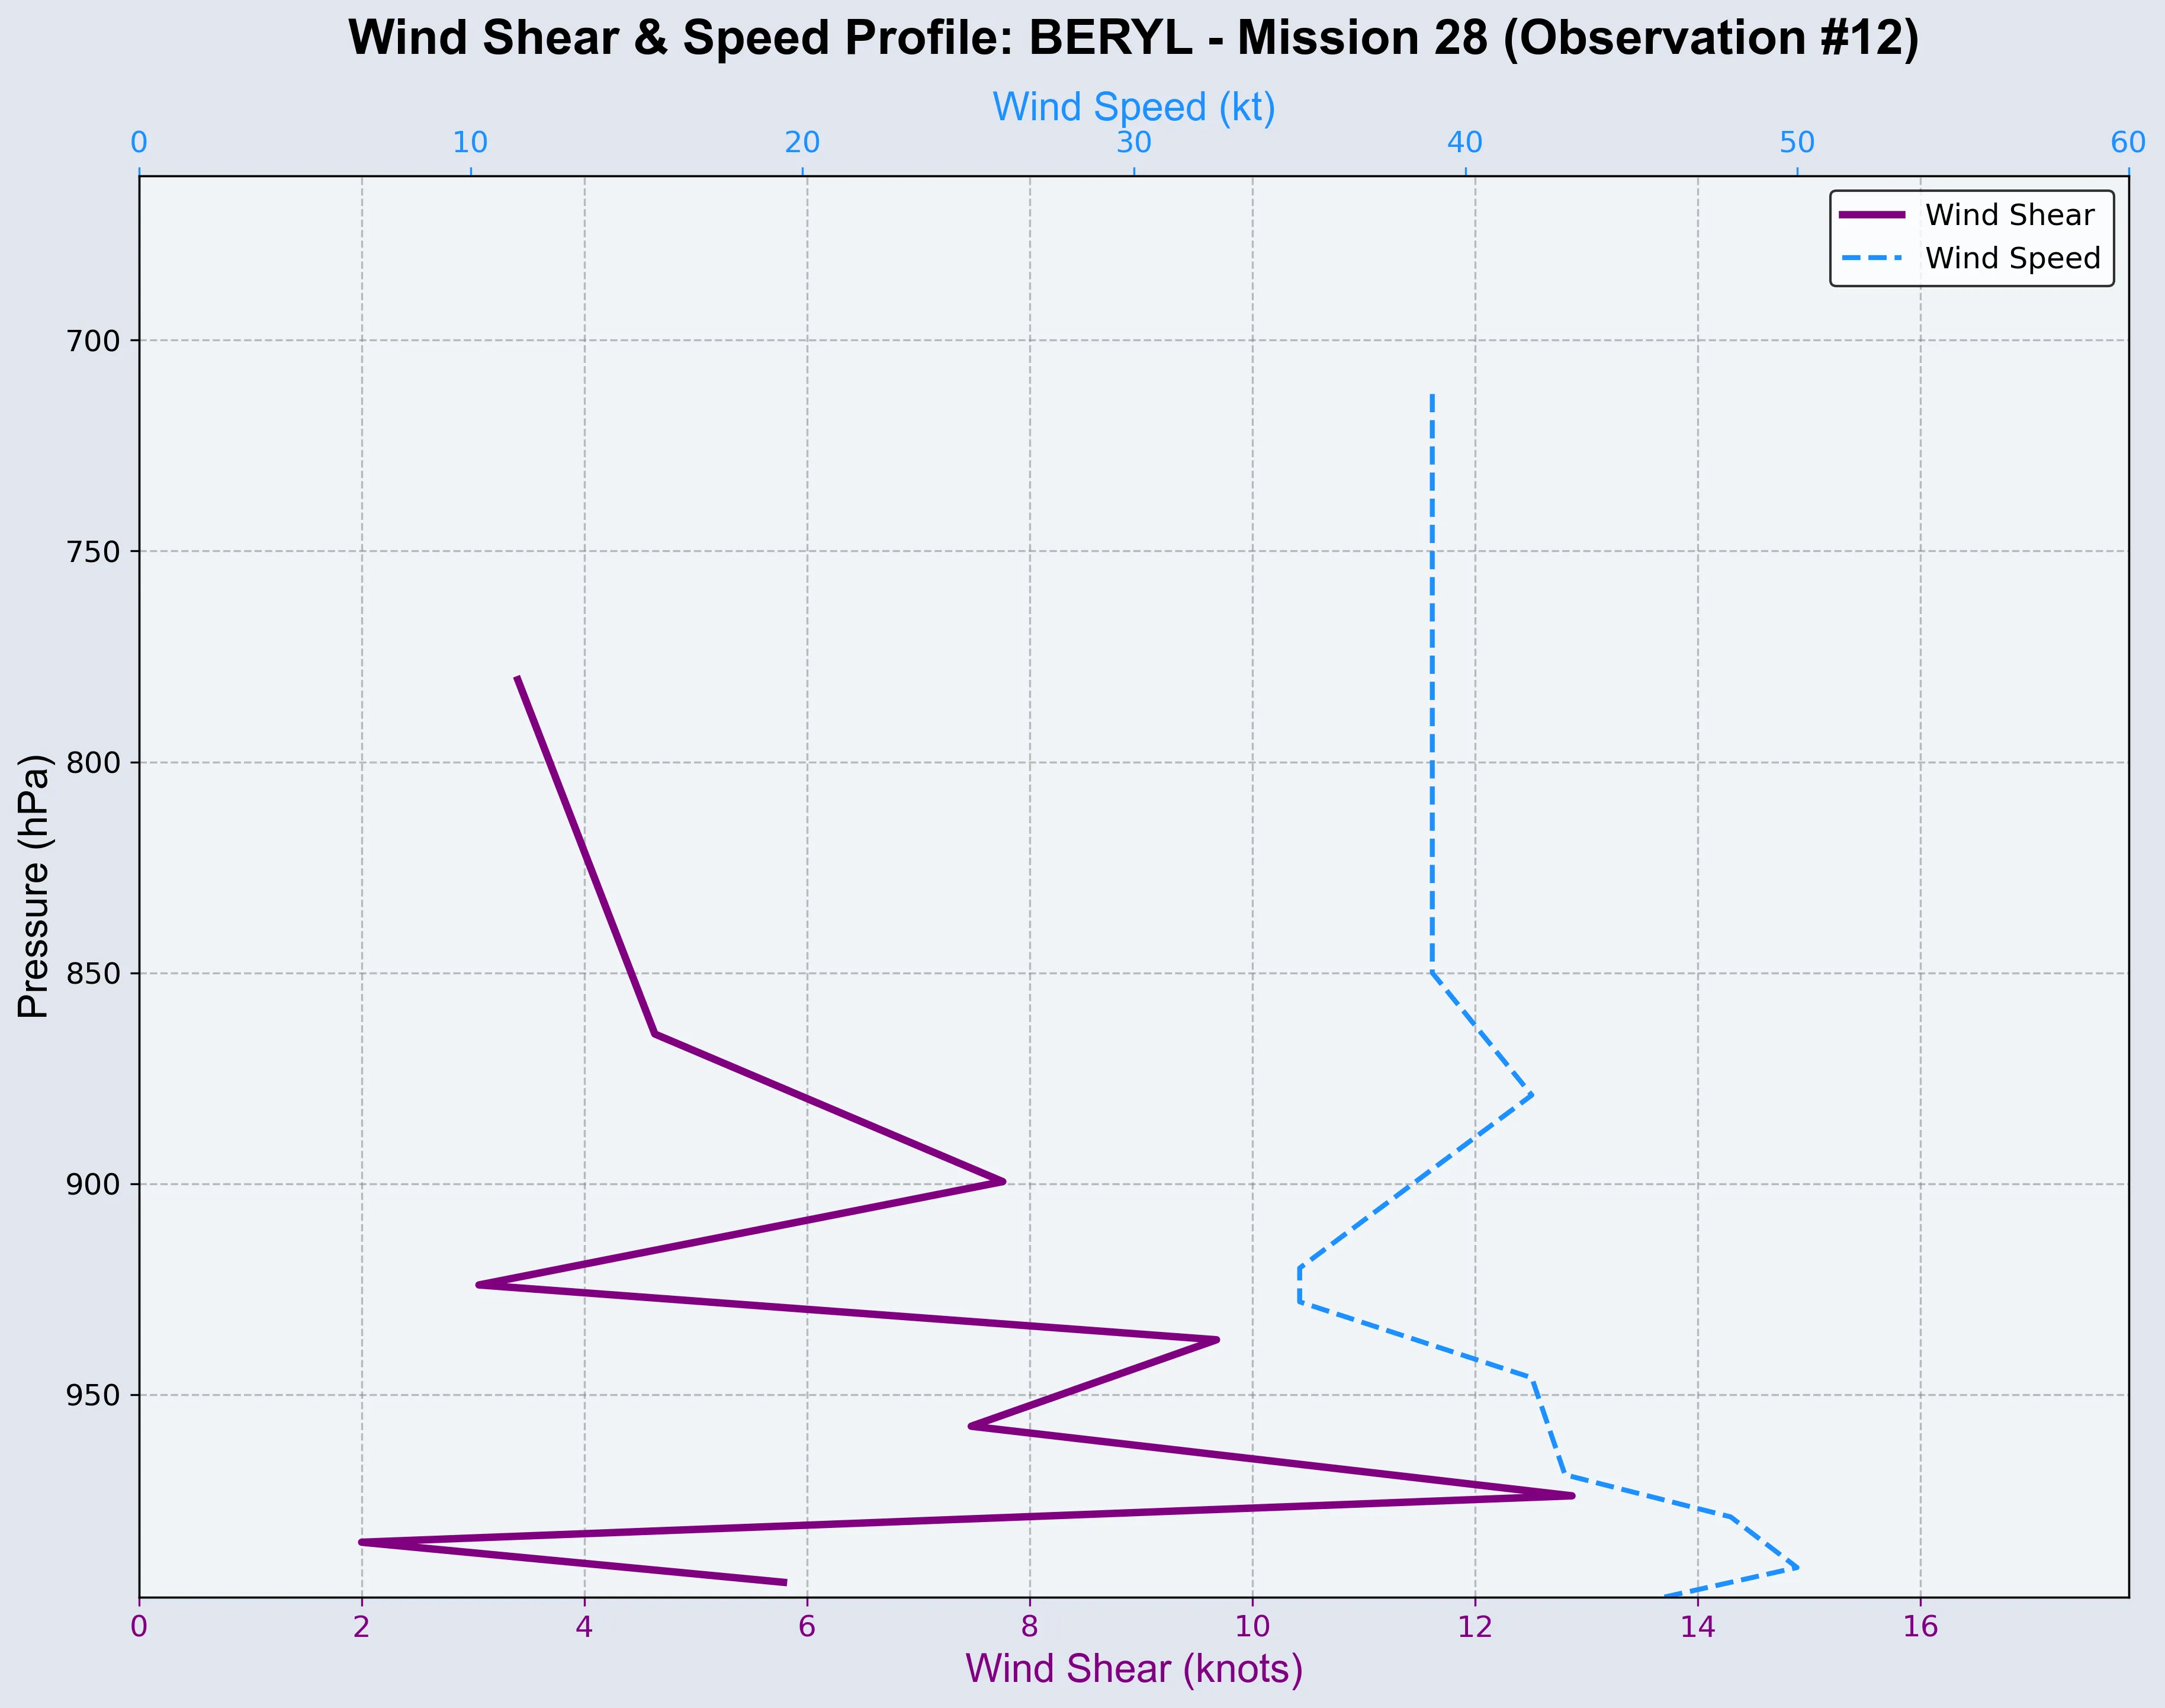 Wind Shear & Speed Profile: BERYL - Mission 28 (Observation #12)
Wind Speed (kt)
0 10 20 30 40 50 60
Wind Shear
Wind Speed
700
750
800
850
900
950
Pressure (hPa)
0 2 4 6 8 10 12 14 16
Wind Shear (knots)